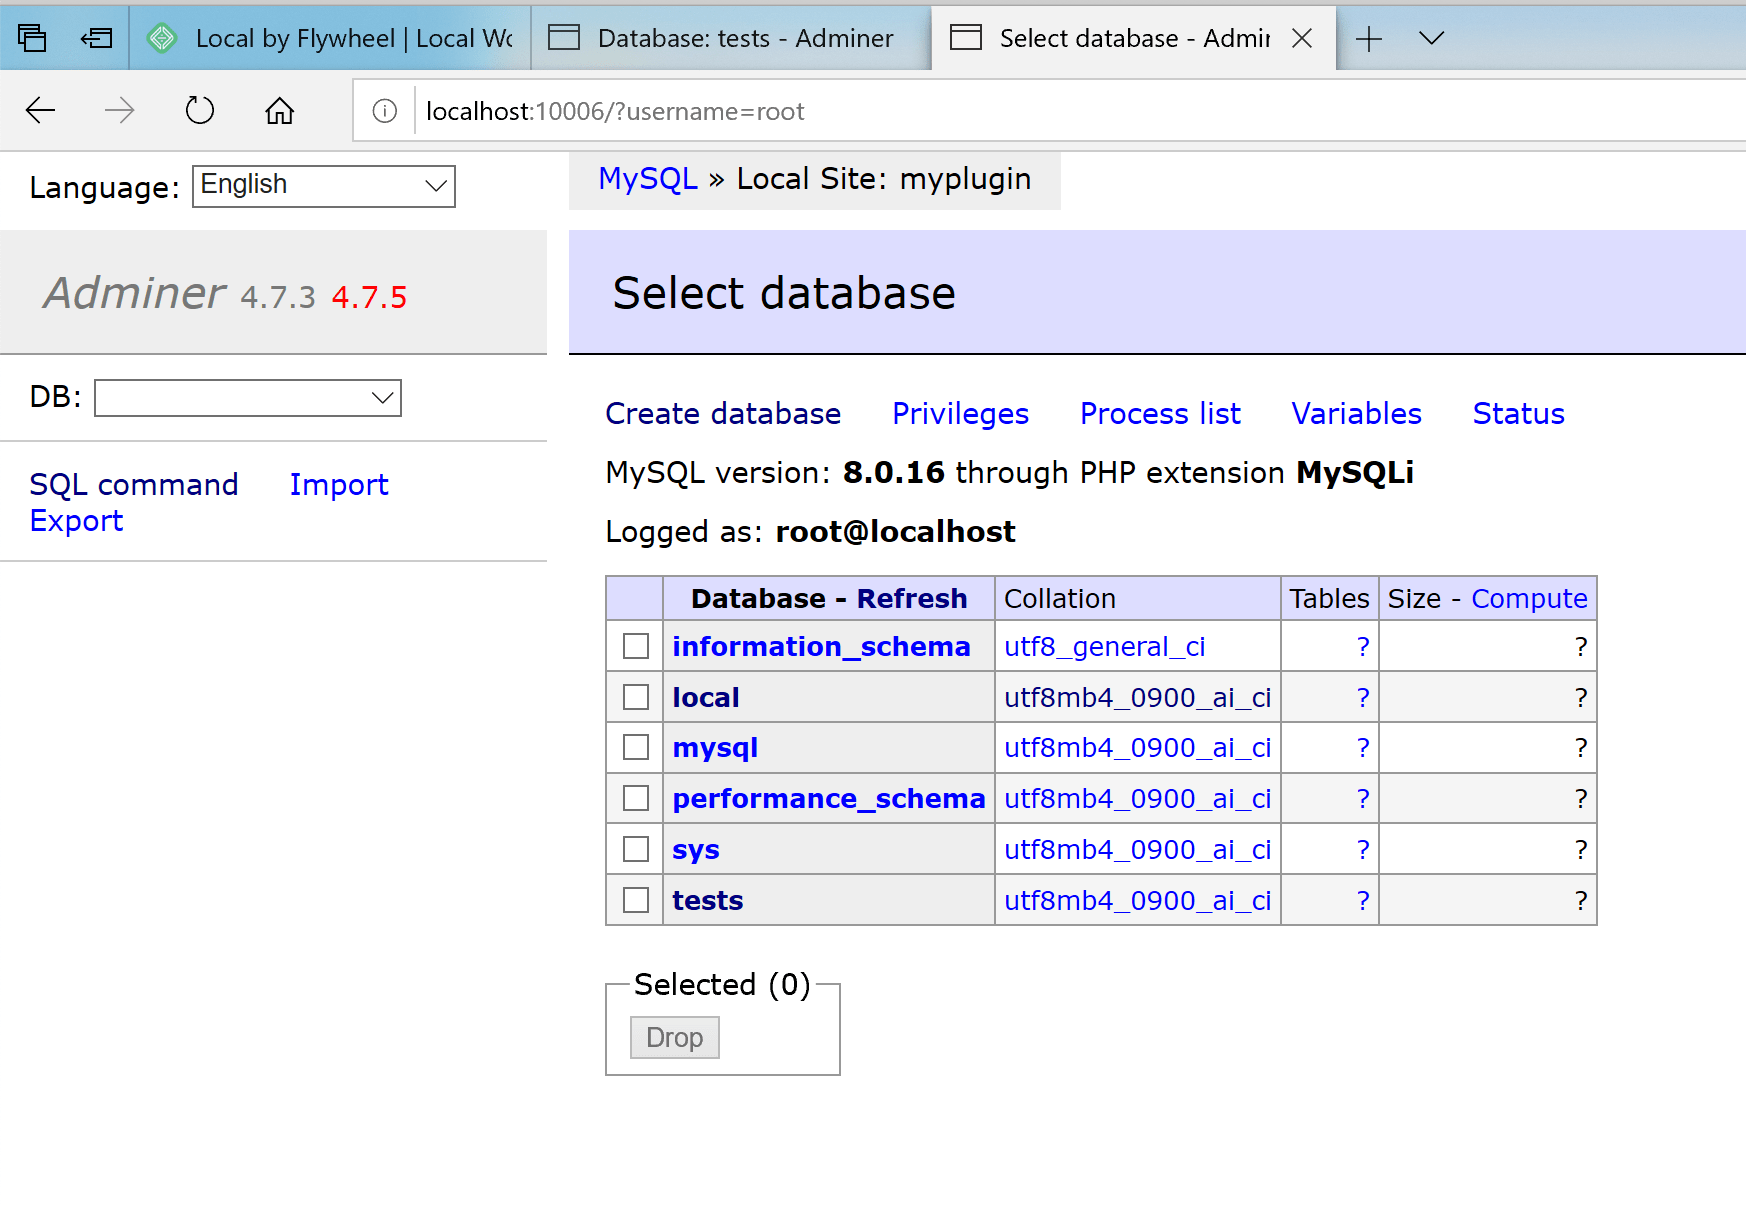 Local by Flywheel | Local Wo
Database: tests - Adminer
Select database - Admin
localhost:10006/?username=root
Language: English
MySQL » Local Site: myplugin
Adminer 4.7.3 4.7.5
Select database
DB:
Create database Privileges Process list Variables Status
MySQL version: 8.0.16 through PHP extension MySQLi
SQL command Import
Export
Logged as: root@localhost
Database - Refresh Collation Tables Size - Compute
information_schema utf8_general_ci ? ?
local utf8mb4_0900_ai_ci ? ?
mysql utf8mb4_0900_ai_ci ? ?
performance_schema utf8mb4_0900_ai_ci ? ?
sys utf8mb4_0900_ai_ci ? ?
tests utf8mb4_0900_ai_ci ? ?
Selected (0)
Drop